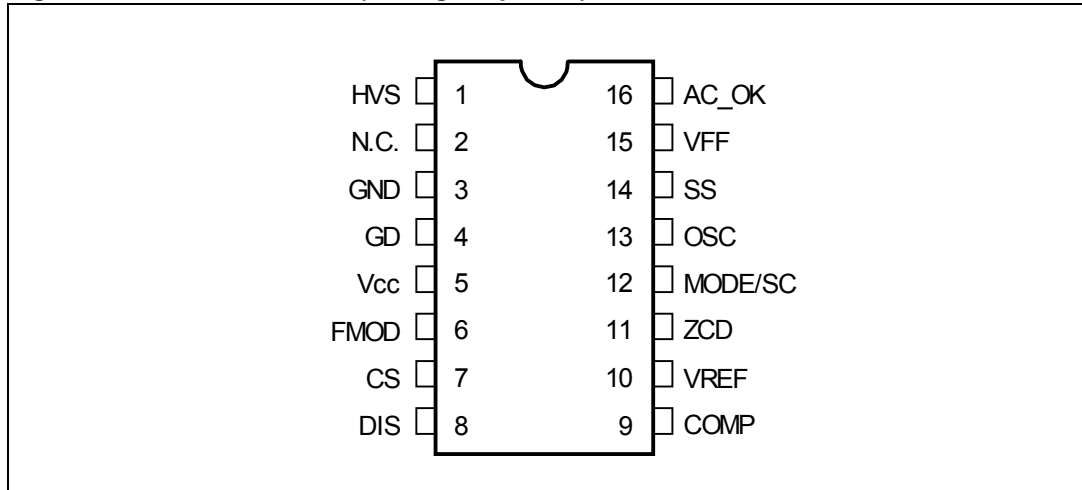 HVS 1 16 AC_OK
N.C. 2 15 VFF
GND 3 14 SS
GD 4 13 OSC
Vcc 5 12 MODE/SC
FMOD 6 11 ZCD
CS 7 10 VREF
DIS 8 9 COMP